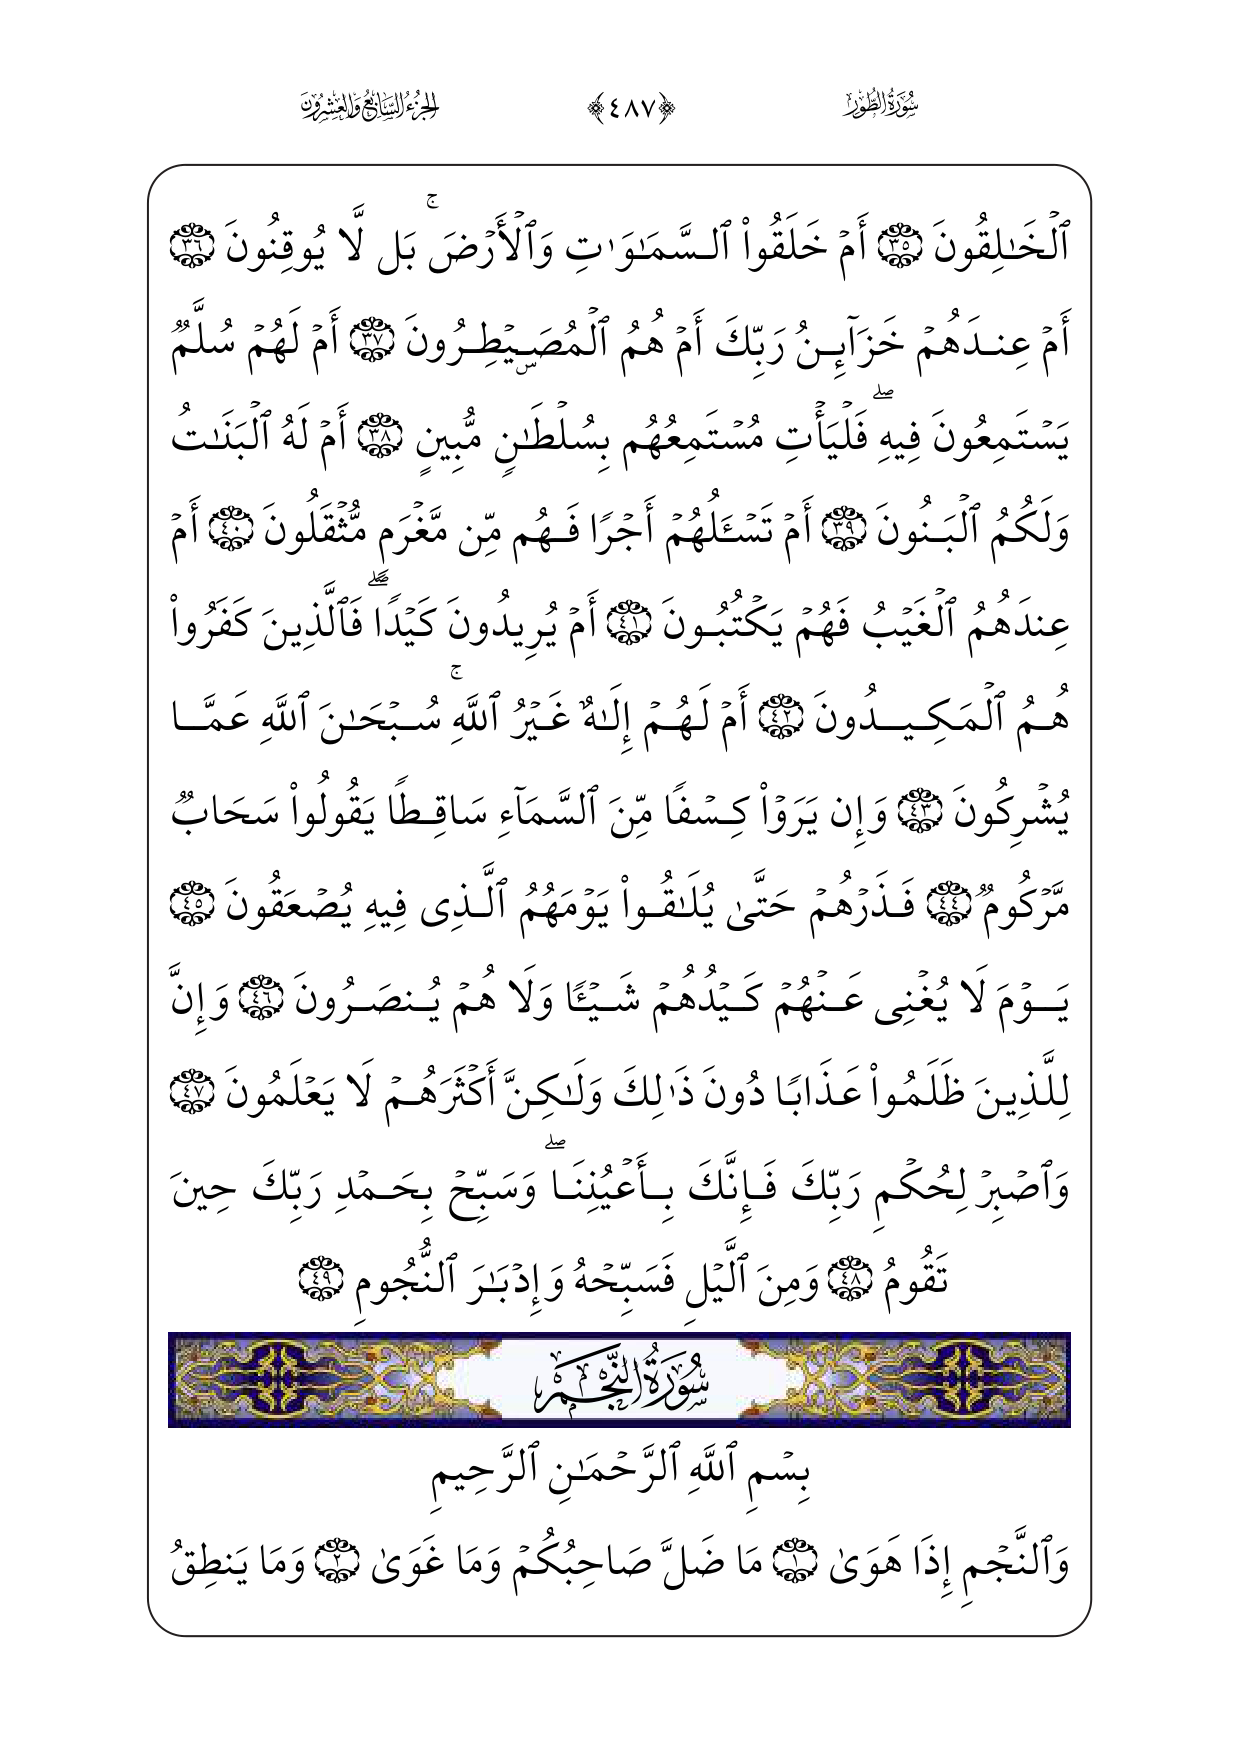 سُورَةُ الطُّورِ ﴿٤٨٧﴾ الجُزْءُ السَّابِعُ وَالعِشْرُونَ
ٱلْخَٰلِقُونَ ٣٥ أَمْ خَلَقُوا۟ ٱلسَّمَٰوَٰتِ وَٱلْأَرْضَ ۚ بَل لَّا يُوقِنُونَ ٣٦
أَمْ عِندَهُمْ خَزَآئِنُ رَبِّكَ أَمْ هُمُ ٱلْمُصَۣيْطِرُونَ ٣٧ أَمْ لَهُمْ سُلَّمٌ
يَسْتَمِعُونَ فِيهِ ۖ فَلْيَأْتِ مُسْتَمِعُهُم بِسُلْطَٰنٍ مُّبِينٍ ٣٨ أَمْ لَهُ ٱلْبَنَٰتُ
وَلَكُمُ ٱلْبَنُونَ ٣٩ أَمْ تَسْـَٔلُهُمْ أَجْرًا فَهُم مِّن مَّغْرَمٍ مُّثْقَلُونَ ٤٠ أَمْ
عِندَهُمُ ٱلْغَيْبُ فَهُمْ يَكْتُبُونَ ٤١ أَمْ يُرِيدُونَ كَيْدًا ۖ فَٱلَّذِينَ كَفَرُوا۟
هُمُ ٱلْمَكِيدُونَ ٤٢ أَمْ لَهُمْ إِلَٰهٌ غَيْرُ ٱللَّهِ ۚ سُبْحَٰنَ ٱللَّهِ عَمَّا
يُشْرِكُونَ ٤٣ وَإِن يَرَوْا۟ كِسْفًا مِّنَ ٱلسَّمَآءِ سَاقِطًا يَقُولُوا۟ سَحَابٌ
مَّرْكُومٌ ٤٤ فَذَرْهُمْ حَتَّىٰ يُلَٰقُوا۟ يَوْمَهُمُ ٱلَّذِى فِيهِ يُصْعَقُونَ ٤٥
يَوْمَ لَا يُغْنِى عَنْهُمْ كَيْدُهُمْ شَيْـًٔا وَلَا هُمْ يُنصَرُونَ ٤٦ وَإِنَّ
لِلَّذِينَ ظَلَمُوا۟ عَذَابًا دُونَ ذَٰلِكَ وَلَٰكِنَّ أَكْثَرَهُمْ لَا يَعْلَمُونَ ٤٧
وَٱصْبِرْ لِحُكْمِ رَبِّكَ فَإِنَّكَ بِأَعْيُنِنَا ۖ وَسَبِّحْ بِحَمْدِ رَبِّكَ حِينَ
تَقُومُ ٤٨ وَمِنَ ٱلَّيْلِ فَسَبِّحْهُ وَإِدْبَٰرَ ٱلنُّجُومِ ٤٩
سُورَةُ النَّجْمِ
بِسْمِ ٱللَّهِ ٱلرَّحْمَٰنِ ٱلرَّحِيمِ
وَٱلنَّجْمِ إِذَا هَوَىٰ ١ مَا ضَلَّ صَاحِبُكُمْ وَمَا غَوَىٰ ٢ وَمَا يَنطِقُ